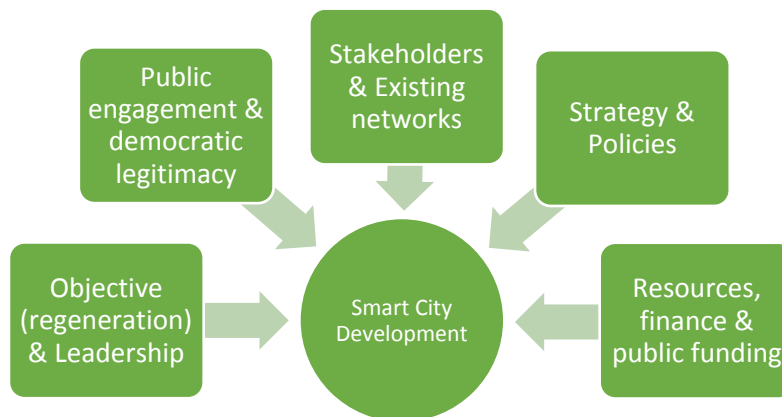 Public
engagement &
democratic
legitimacy
Stakeholders
& Existing
networks
Strategy &
Policies
Objective
(regeneration)
& Leadership
Smart City
Development
Resources,
finance &
public funding